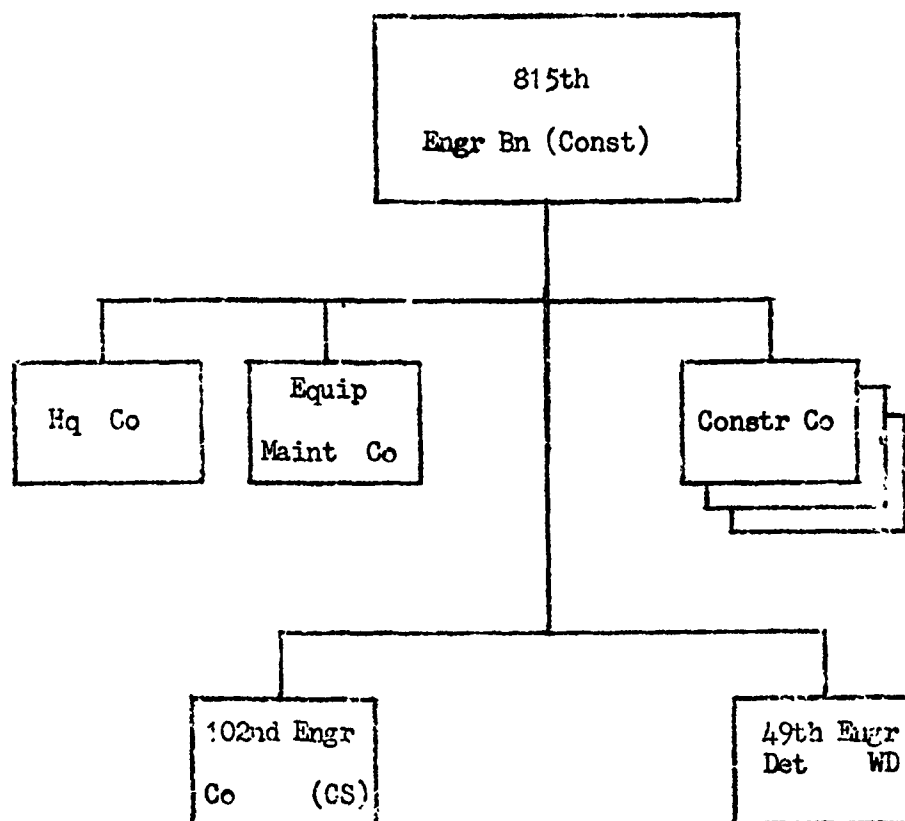 815th
Engr Bn (Const)
Hq Co
Equip
Maint Co
Constr Co
102nd Engr
Co (CS)
49th Engr
Det WD